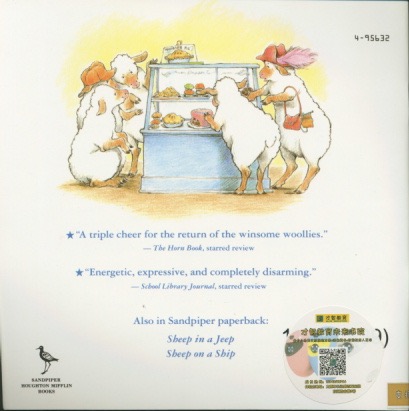 4-95632
★"A triple cheer for the return of the winsome woollies."
— The Horn Book, starred review
★"Energetic, expressive, and completely disarming."
— School Library Journal, starred review
Also in Sandpiper paperback:
Sheep in a Jeep
Sheep on a Ship
SANDPIPER
HOUGHTON MIFFLIN
BOOKS